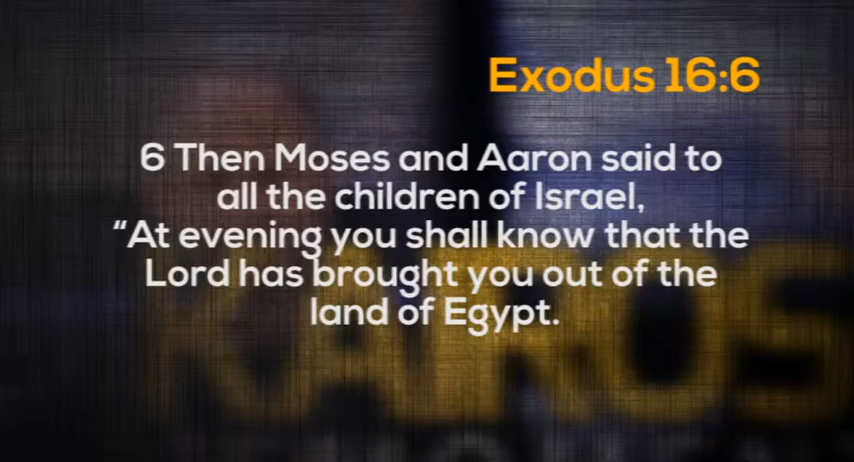 Exodus 16:6
6 Then Moses and Aaron said to
all the children of Israel,
“At evening you shall know that the
Lord has brought you out of the
land of Egypt.
KAIROS